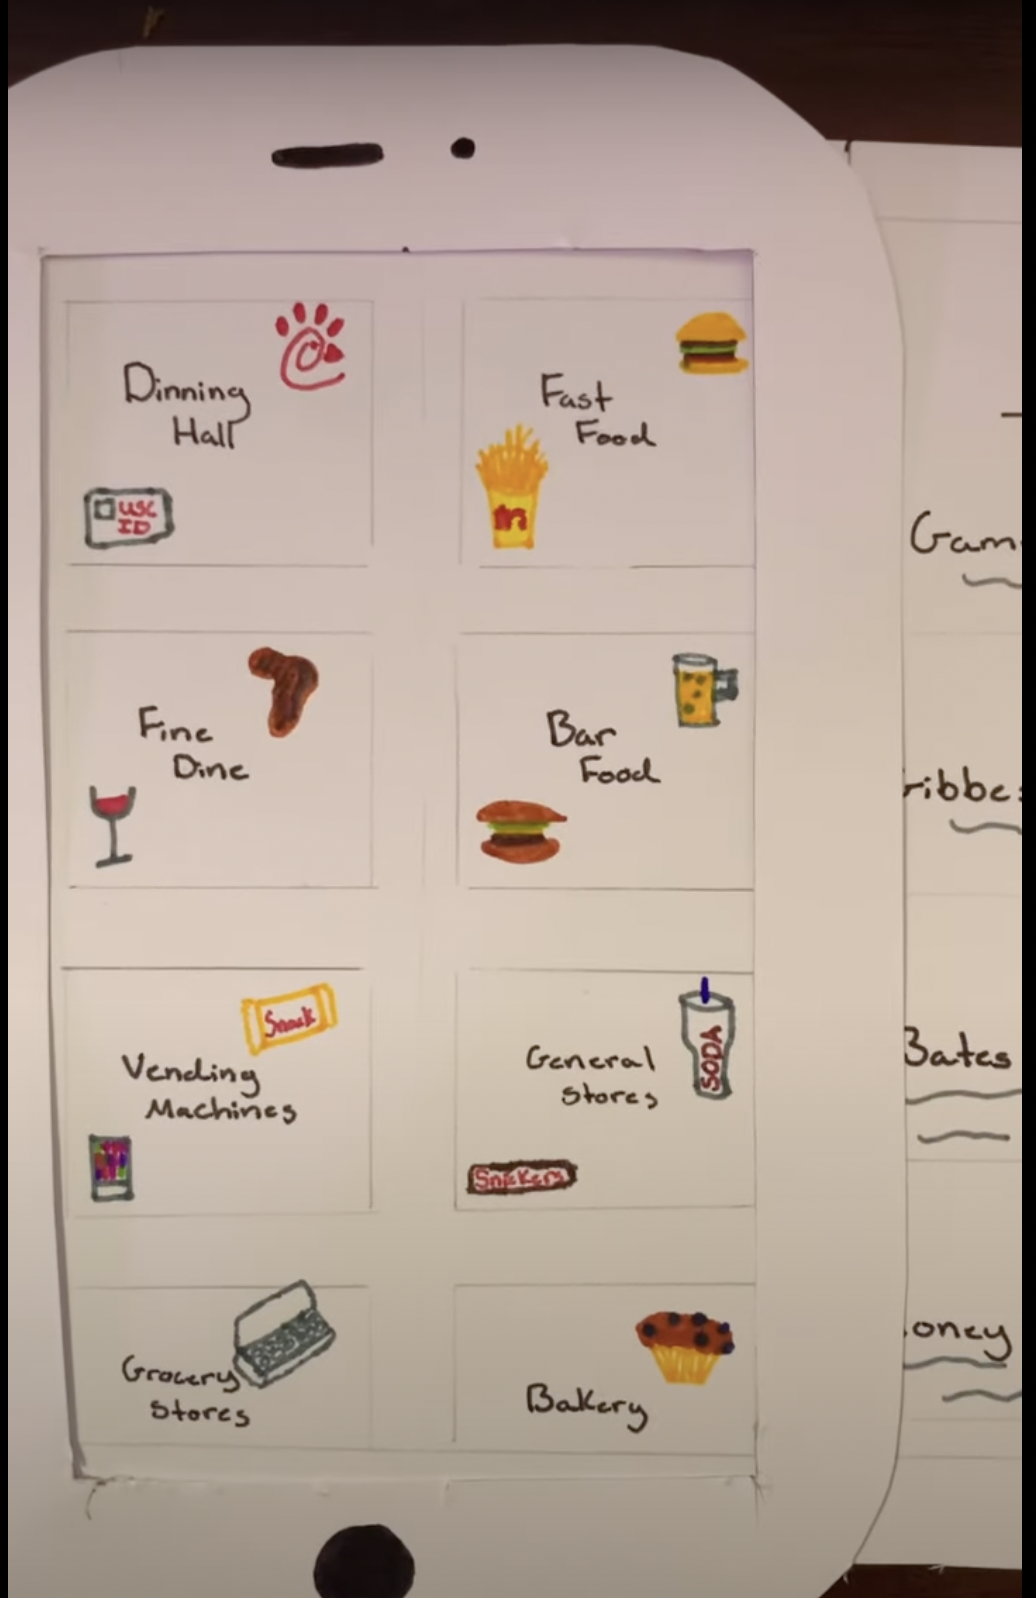 Dinning
Hall
USC
ID
Fast
Food
Fine
Dine
Bar
Food
Snack
Vending
Machines
General
Stores
SODA
Snickers
Grocery
Stores
Bakery
Gam
ibbes
Bates
oney